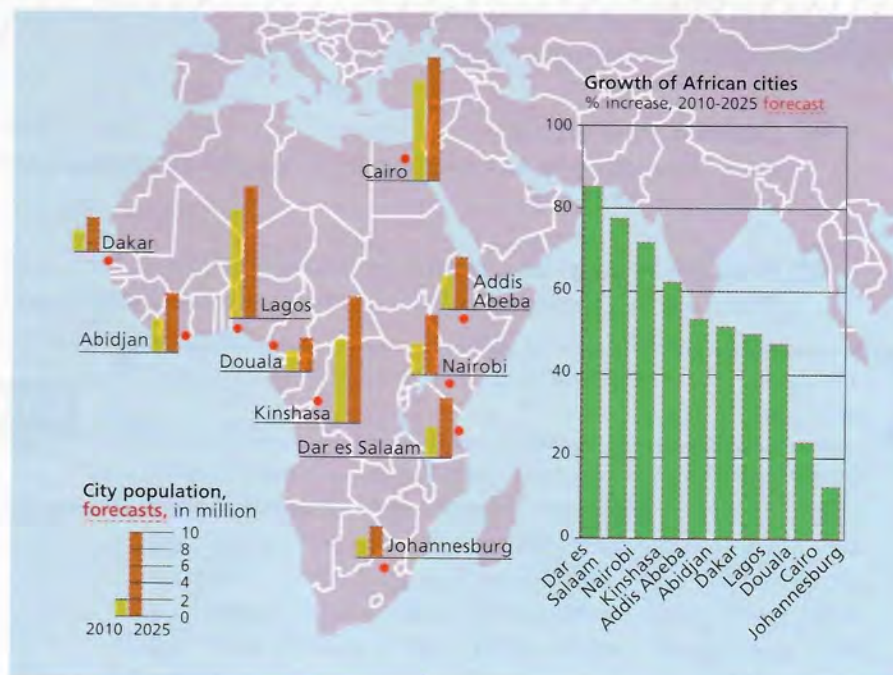 Growth of African cities
% increase, 2010-2025 forecast
100
80
60
40
20
0
Dar es
Salaam
Nairobi
Kinshasa
Addis Abeba
Abidjan
Dakar
Lagos
Douala
Cairo
Johannesburg
Cairo
Dakar
Lagos
Addis
Abeba
Abidjan
Douala
Nairobi
Kinshasa
Dar es Salaam
Johannesburg
City population,
forecasts, in million
10
8
6
4
2
0
2010 2025